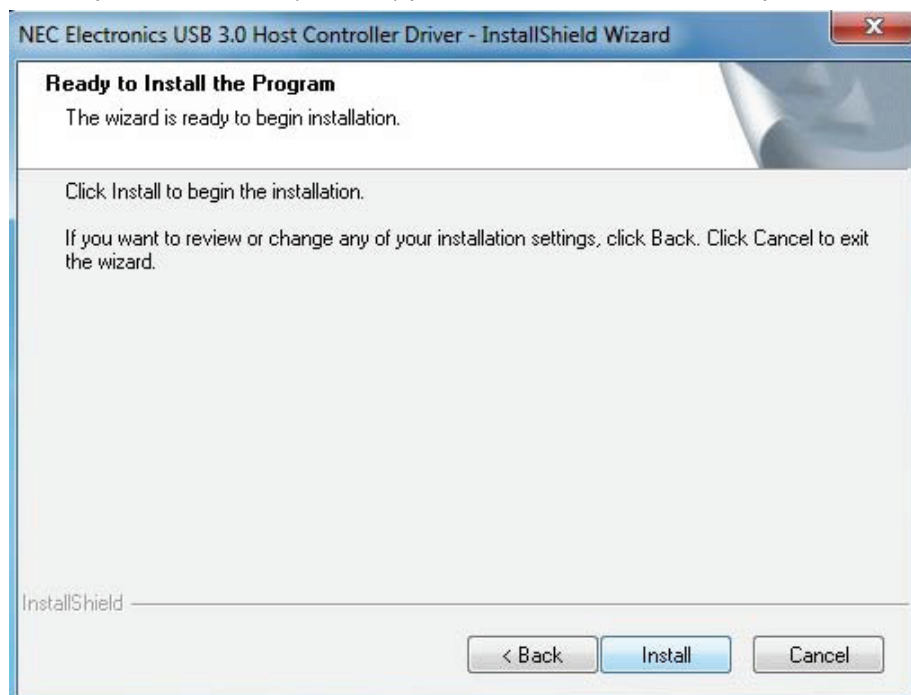 NEC Electronics USB 3.0 Host Controller Driver - InstallShield Wizard
Ready to Install the Program
The wizard is ready to begin installation.
Click Install to begin the installation.
If you want to review or change any of your installation settings, click Back. Click Cancel to exit
the wizard.
InstallShield
< Back Install Cancel